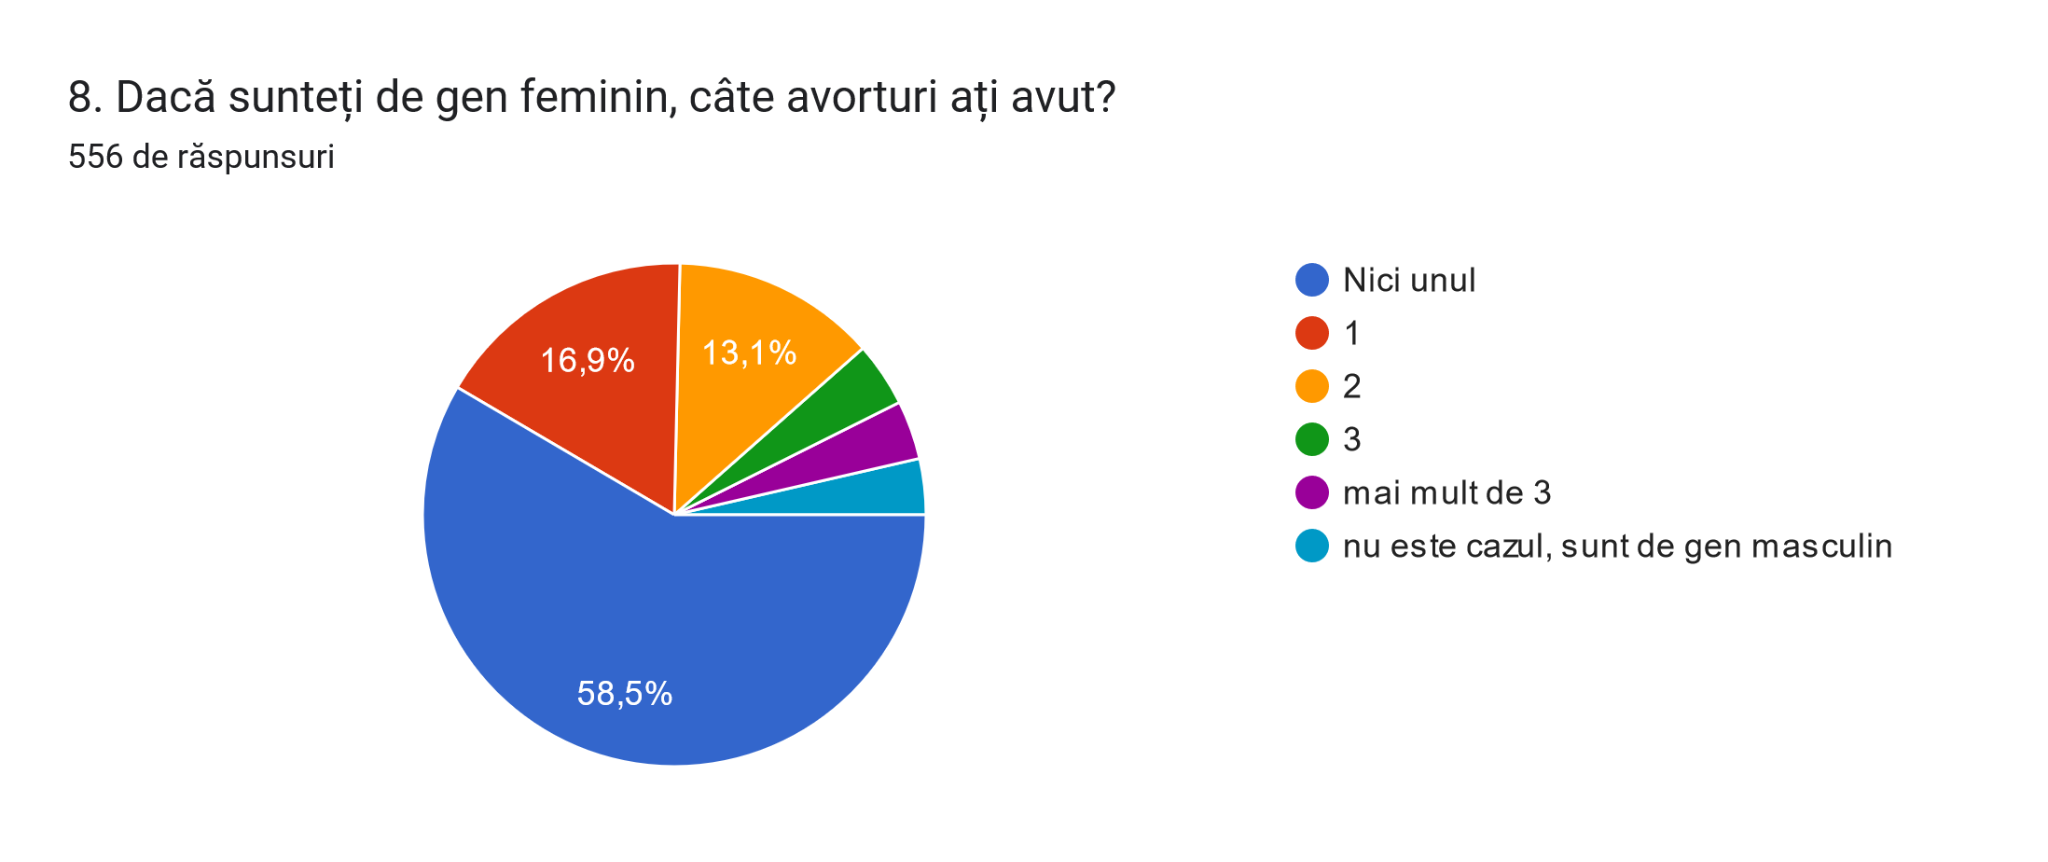 8. Dacă sunteți de gen feminin, câte avorturi ați avut?
556 de răspunsuri
Nici unul
1
2
3
mai mult de 3
nu este cazul, sunt de gen masculin
16,9%
13,1%
58,5%